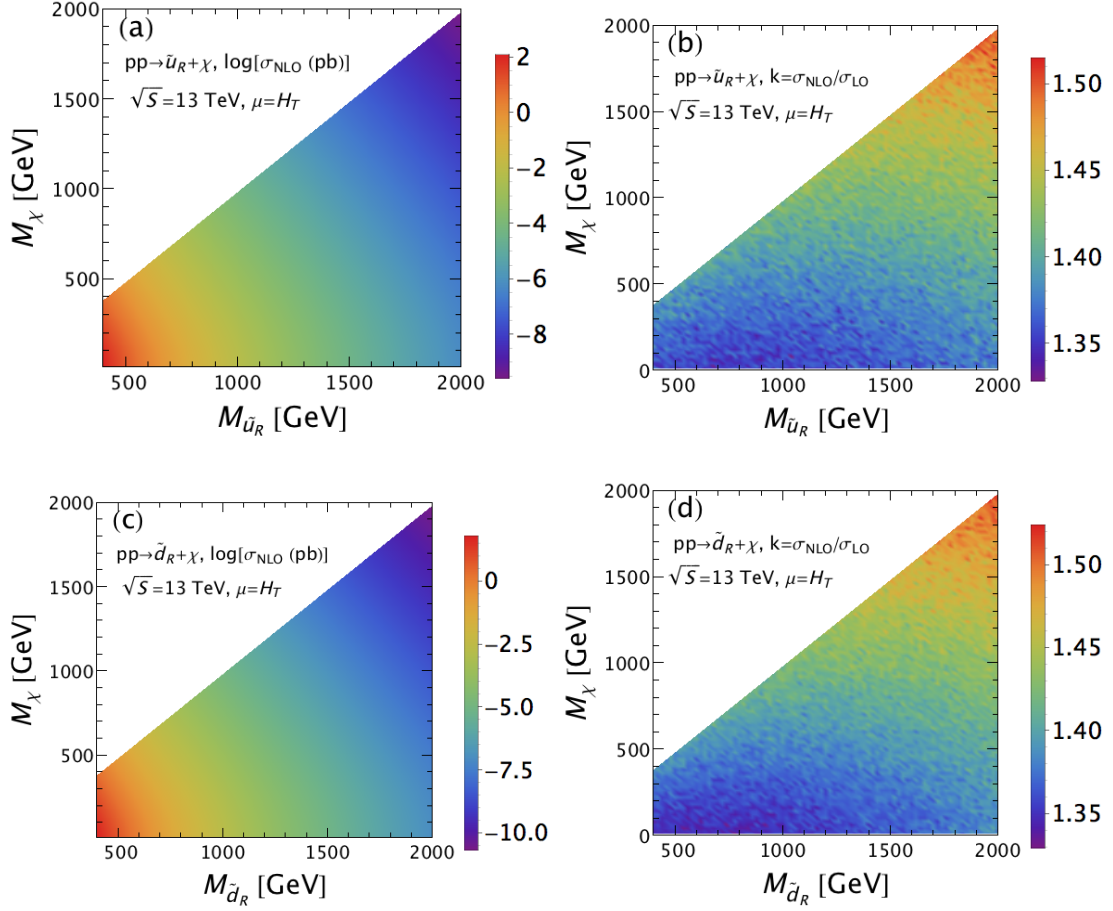 (a)
pp→ũ_R+χ, log[σ_NLO (pb)]
√S=13 TeV, μ=H_T
2000
1500
1000
500
M_χ [GeV]
500 1000 1500 2000
M_ũ_R [GeV]
2
0
−2
−4
−6
−8
(b)
pp→ũ_R+χ, k=σ_NLO/σ_LO
√S=13 TeV, μ=H_T
2000
1500
1000
500
0
M_χ [GeV]
500 1000 1500 2000
M_ũ_R [GeV]
1.50
1.45
1.40
1.35
(c)
pp→d̃_R+χ, log[σ_NLO (pb)]
√S=13 TeV, μ=H_T
2000
1500
1000
500
M_χ [GeV]
500 1000 1500 2000
M_d̃_R [GeV]
0
−2.5
−5.0
−7.5
−10.0
(d)
pp→d̃_R+χ, k=σ_NLO/σ_LO
√S=13 TeV, μ=H_T
2000
1500
1000
500
0
M_χ [GeV]
500 1000 1500 2000
M_d̃_R [GeV]
1.50
1.45
1.40
1.35